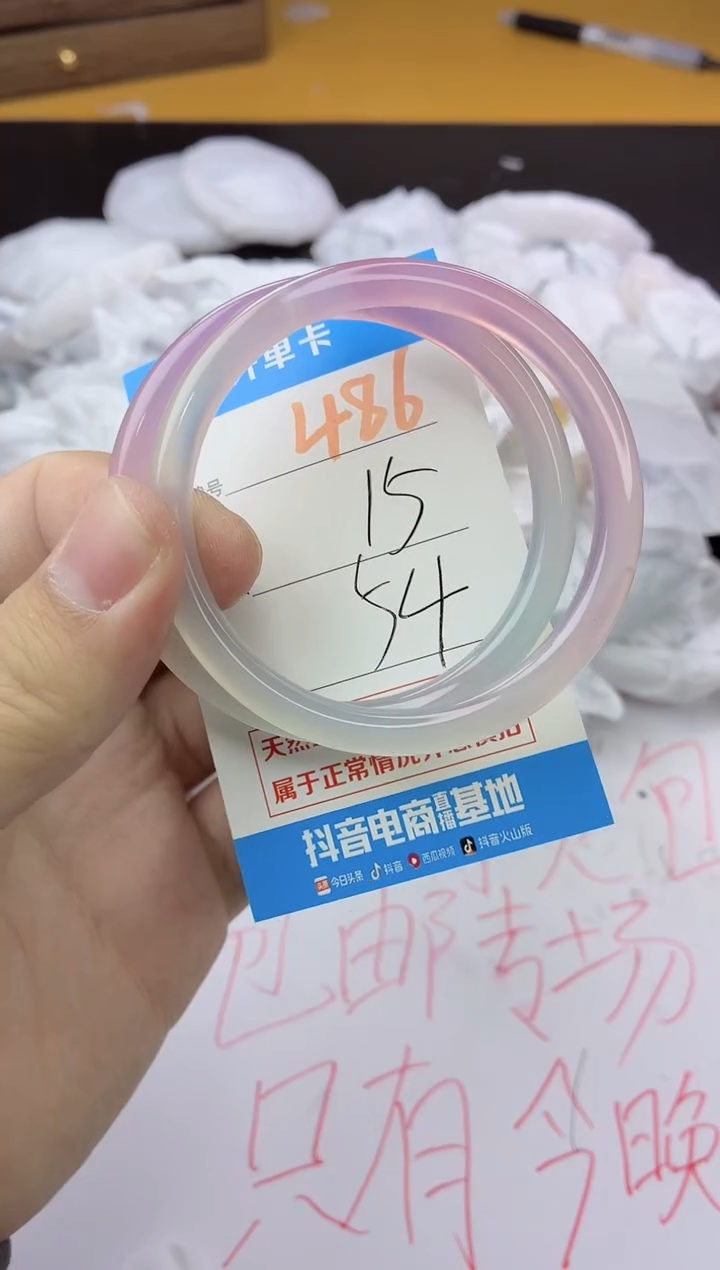 单卡
486
号
15
54
天然
属于正常情况
抖音电商直播基地
今日头条 抖音 西瓜视频 抖音火山版
包
包邮专场
只有今晚